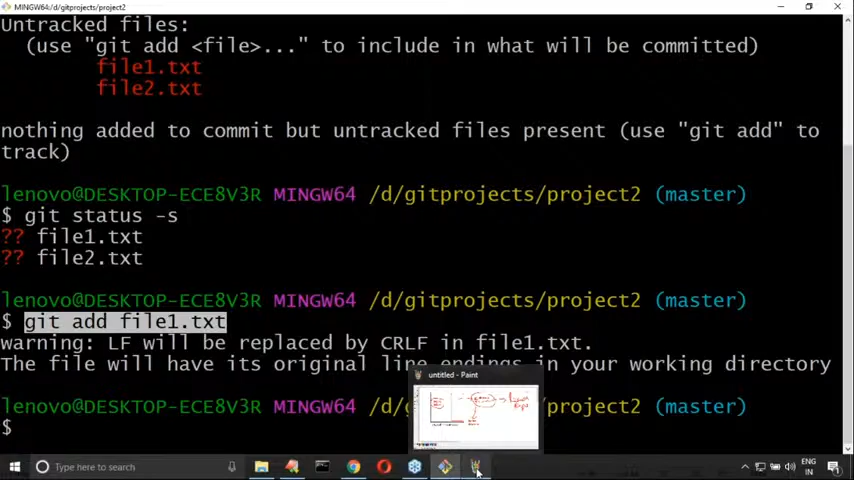 MINGW64:/d/gitprojects/project2
Untracked files:
(use "git add <file>..." to include in what will be committed)
file1.txt
file2.txt
nothing added to commit but untracked files present (use "git add" to
track)
lenovo@DESKTOP-ECE8V3R MINGW64 /d/gitprojects/project2 (master)
$ git status -s
?? file1.txt
?? file2.txt
lenovo@DESKTOP-ECE8V3R MINGW64 /d/gitprojects/project2 (master)
$ git add file1.txt
warning: LF will be replaced by CRLF in file1.txt.
The file will have its original line endings in your working directory
untitled - Paint
lenovo@DESKTOP-ECE8V3R MINGW64 /d/g (master)
$
Type here to search
ENG
IN